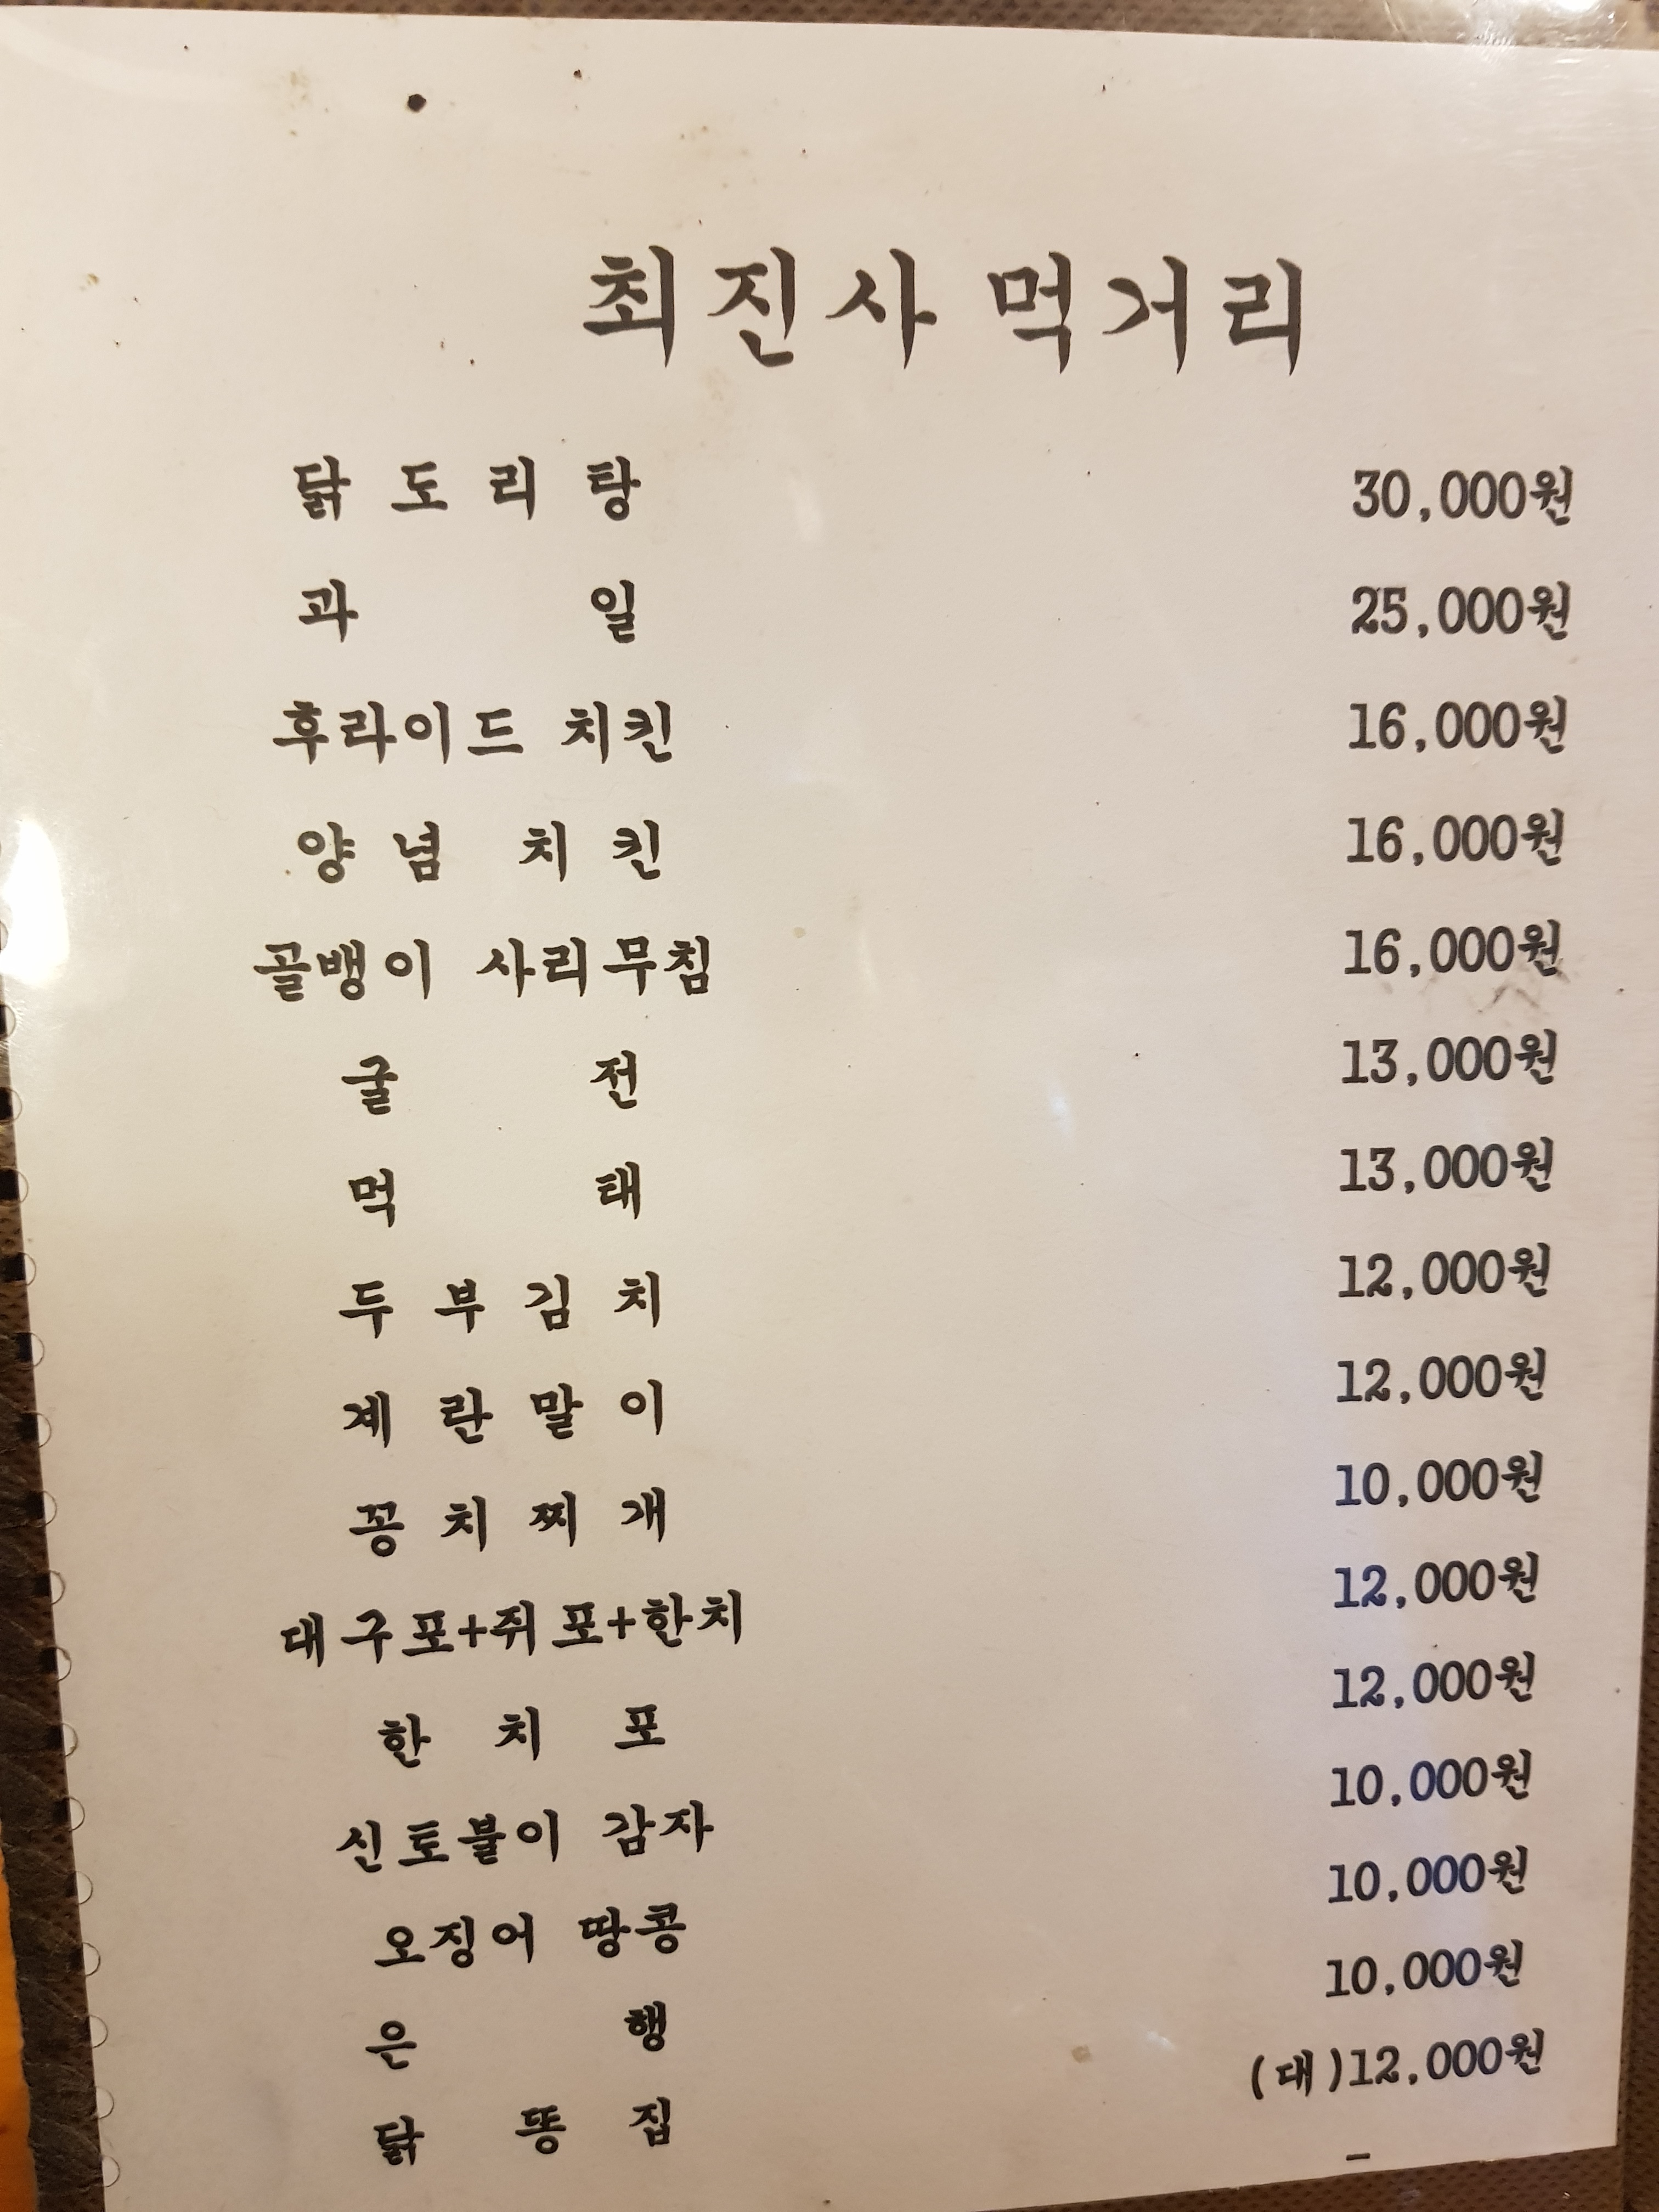 최진사 먹거리
닭도리탕 30,000원
과일 25,000원
후라이드 치킨 16,000원
양념 치킨 16,000원
골뱅이 사리무침 16,000원
굴전 13,000원
먹태 13,000원
두부김치 12,000원
계란말이 12,000원
꽁치찌개 10,000원
대구포+쥐포+한치 12,000원
한치포 12,000원
신토불이 감자 10,000원
오징어 땅콩 10,000원
은행 10,000원
닭똥집 (대)12,000원